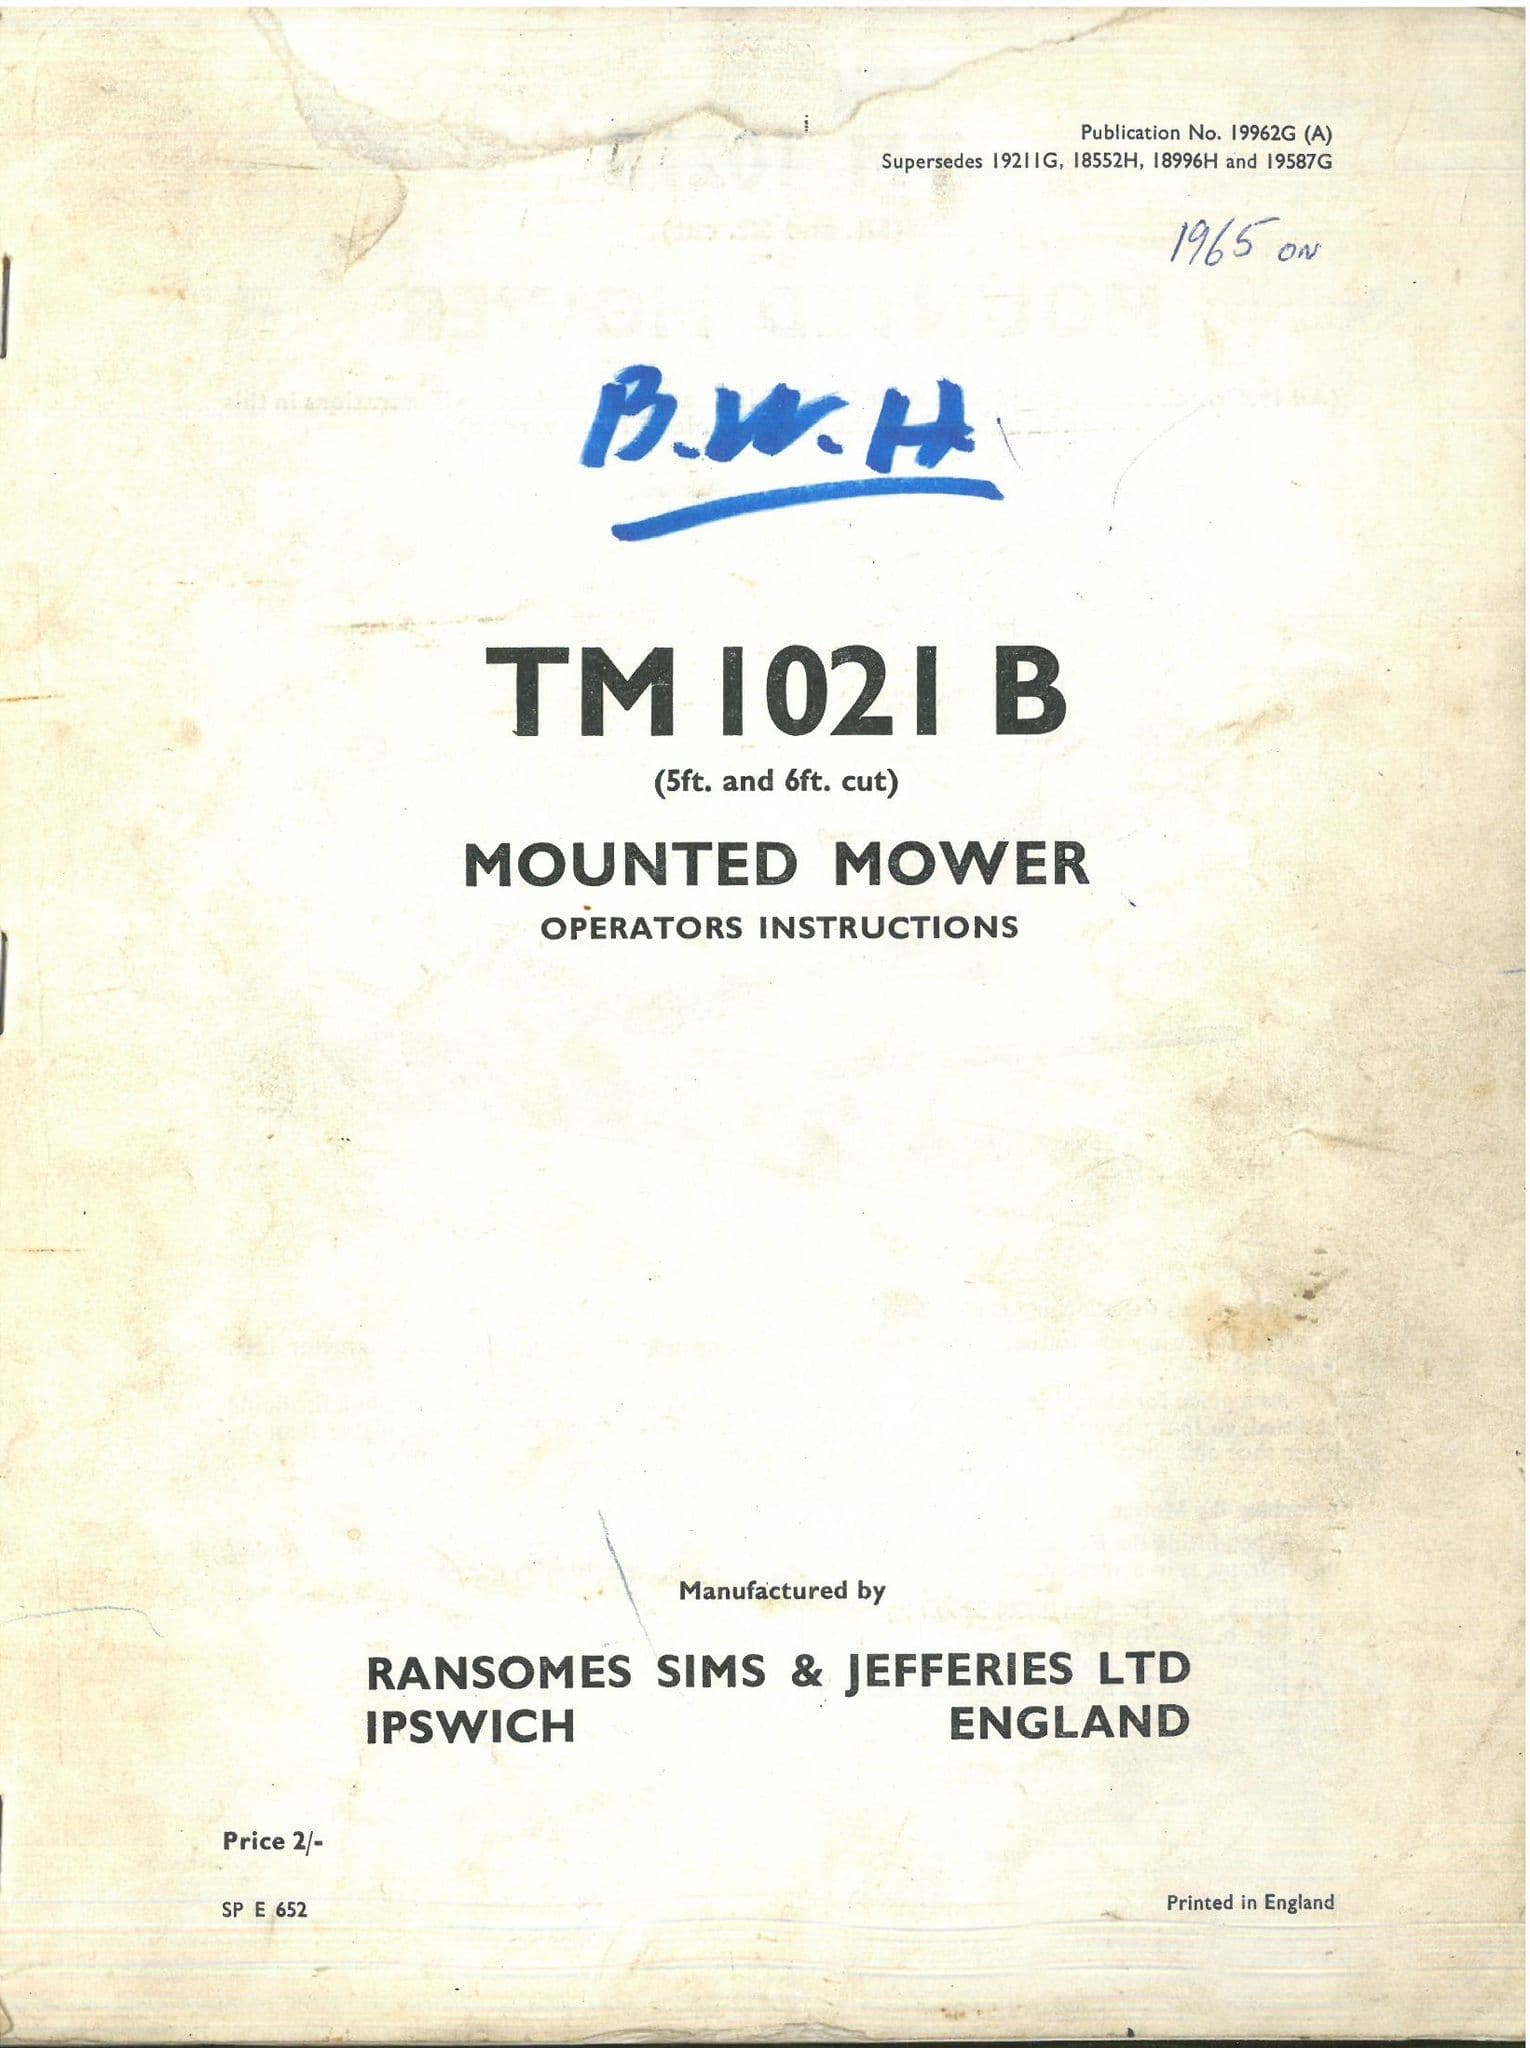 Publication No. 19962G (A)
Supersedes 19211G, 18552H, 18996H and 19587G
1965 ON
B.W.H.
TM 1021 B
(5ft. and 6ft. cut)
MOUNTED MOWER
OPERATORS INSTRUCTIONS
Manufactured by
RANSOMES SIMS & JEFFERIES LTD
IPSWICH ENGLAND
Price 2/-
SP E 652
Printed in England